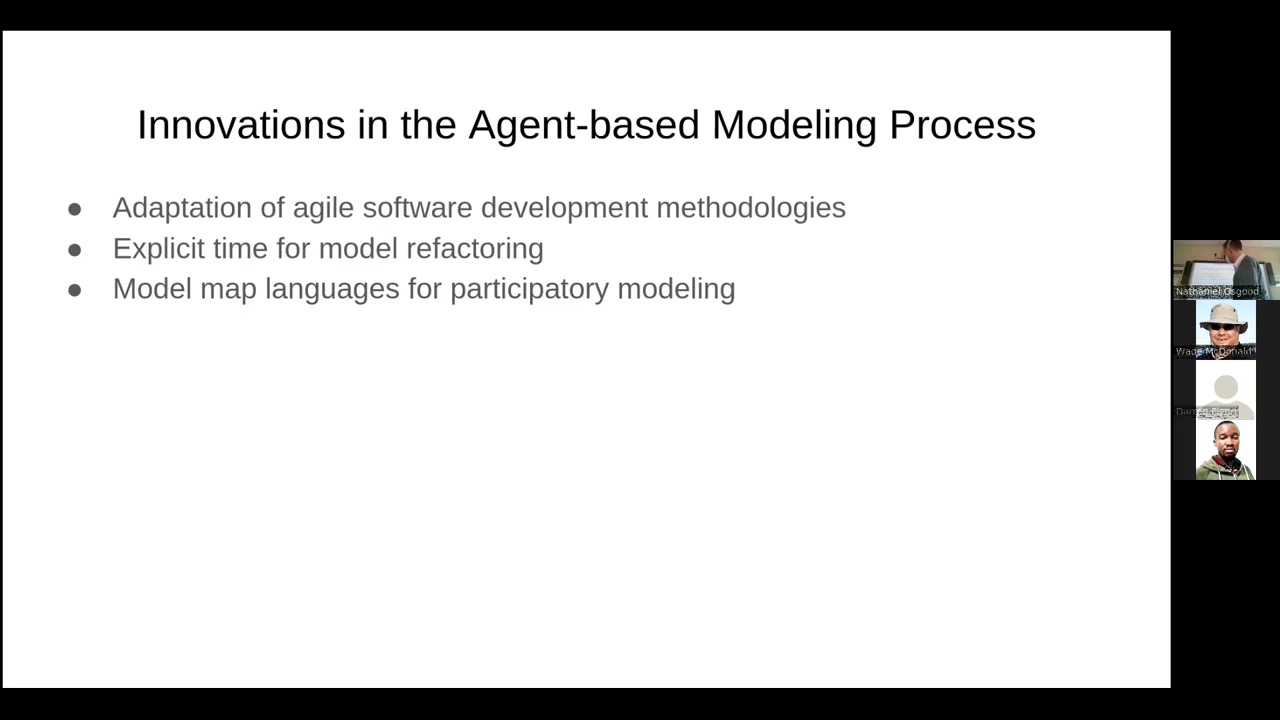 Innovations in the Agent-based Modeling Process
● Adaptation of agile software development methodologies
● Explicit time for model refactoring
● Model map languages for participatory modeling
Nathaniel Osgood
Wade McDonald